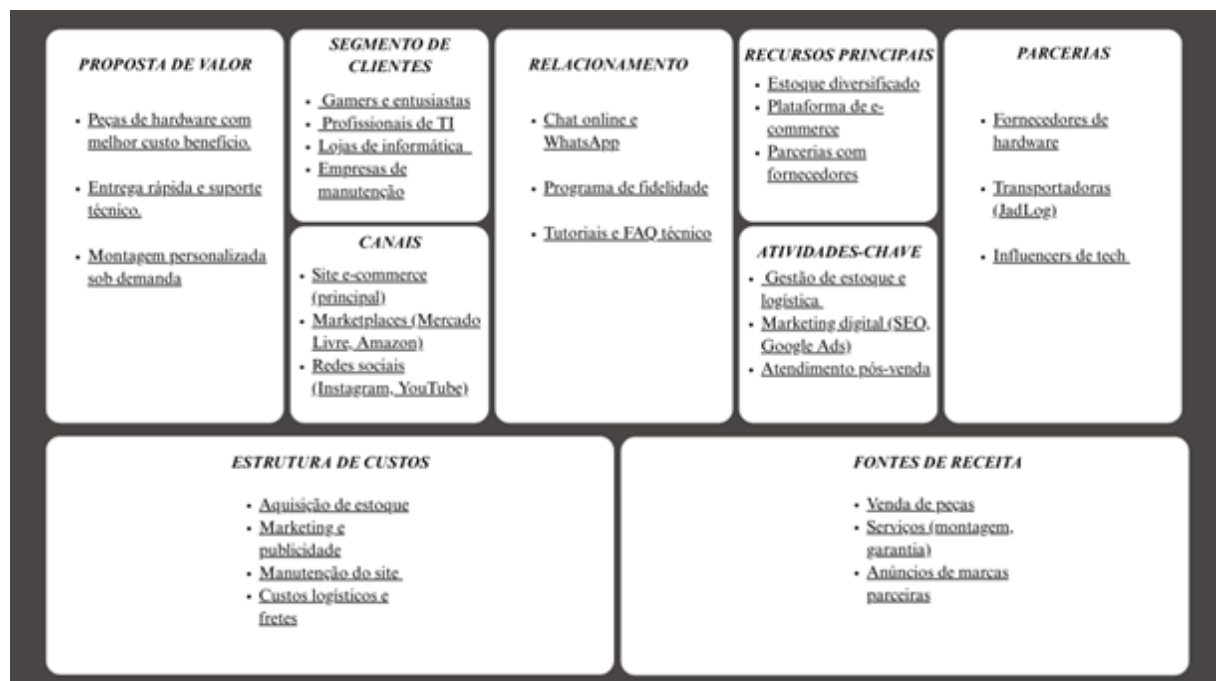 PROPOSTA DE VALOR
• Peças de hardware com
melhor custo benefício.
• Entrega rápida e suporte
técnico.
• Montagem personalizada
sob demanda
SEGMENTO DE
CLIENTES
• Gamers e entusiastas
• Profissionais de TI
• Lojas de informática
• Empresas de
manutenção
CANAIS
• Site e-commerce
(principal)
• Marketplaces (Mercado
Livre, Amazon)
• Redes sociais
(Instagram, YouTube)
RELACIONAMENTO
• Chat online e
WhatsApp
• Programa de fidelidade
• Tutoriais e FAQ técnico
RECURSOS PRINCIPAIS
• Estoque diversificado
• Plataforma de e-
commerce
• Parcerias com
fornecedores
ATIVIDADES-CHAVE
• Gestão de estoque e
logística
• Marketing digital (SEO,
Google Ads)
• Atendimento pós-venda
PARCERIAS
• Fornecedores de
hardware
• Transportadoras
(JadLog)
• Influencers de tech
ESTRUTURA DE CUSTOS
• Aquisição de estoque
• Marketing e
publicidade
• Manutenção do site
• Custos logísticos e
fretes
FONTES DE RECEITA
• Venda de peças
• Serviços (montagem,
garantia)
• Anúncios de marcas
parceiras